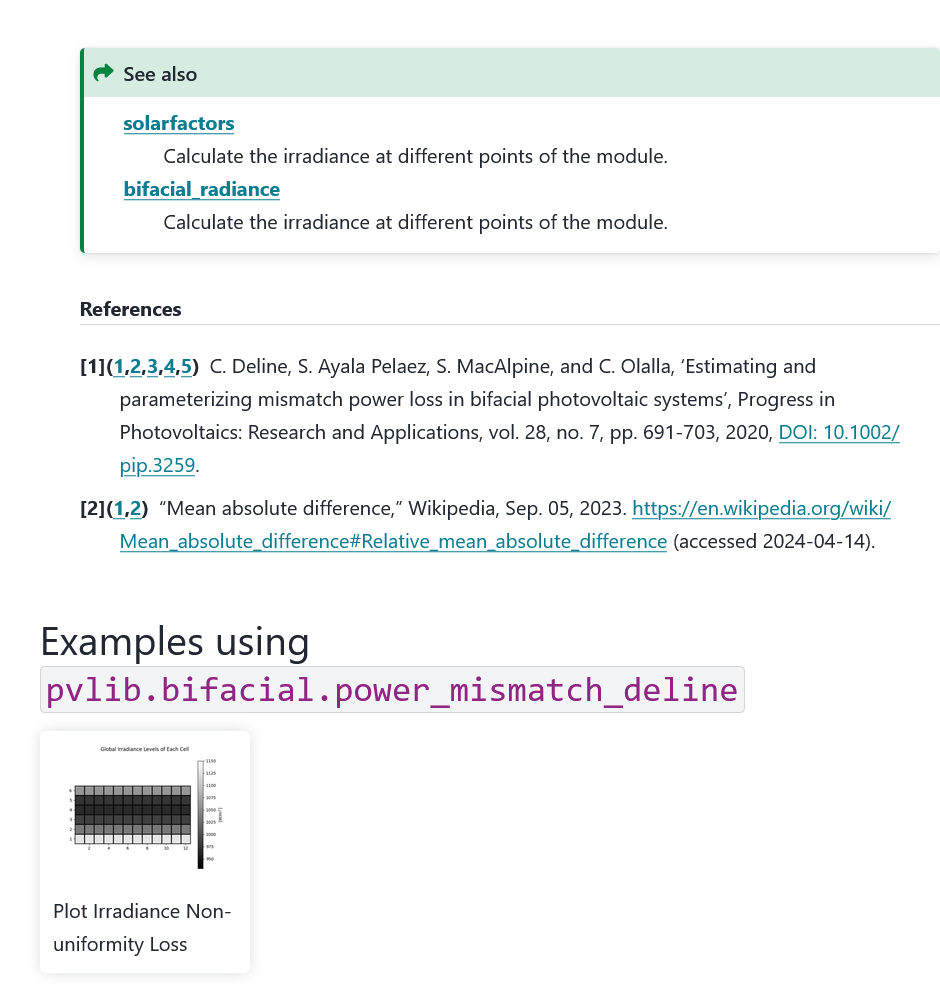 See also
solarfactors
Calculate the irradiance at different points of the module.
bifacial_radiance
Calculate the irradiance at different points of the module.
References
[1](1,2,3,4,5) C. Deline, S. Ayala Pelaez, S. MacAlpine, and C. Olalla, ‘Estimating and
parameterizing mismatch power loss in bifacial photovoltaic systems’, Progress in
Photovoltaics: Research and Applications, vol. 28, no. 7, pp. 691-703, 2020, DOI: 10.1002/
pip.3259.
[2](1,2) “Mean absolute difference,” Wikipedia, Sep. 05, 2023. https://en.wikipedia.org/wiki/
Mean_absolute_difference#Relative_mean_absolute_difference (accessed 2024-04-14).
Examples using
pvlib.bifacial.power_mismatch_deline
Global Irradiance Levels of Each Cell
1150
1125
1100
1075
1050
1025
1000
975
950
[W/m²]
6
5
4
3
2
1
2 4 6 8 10 12
Plot Irradiance Non-
uniformity Loss